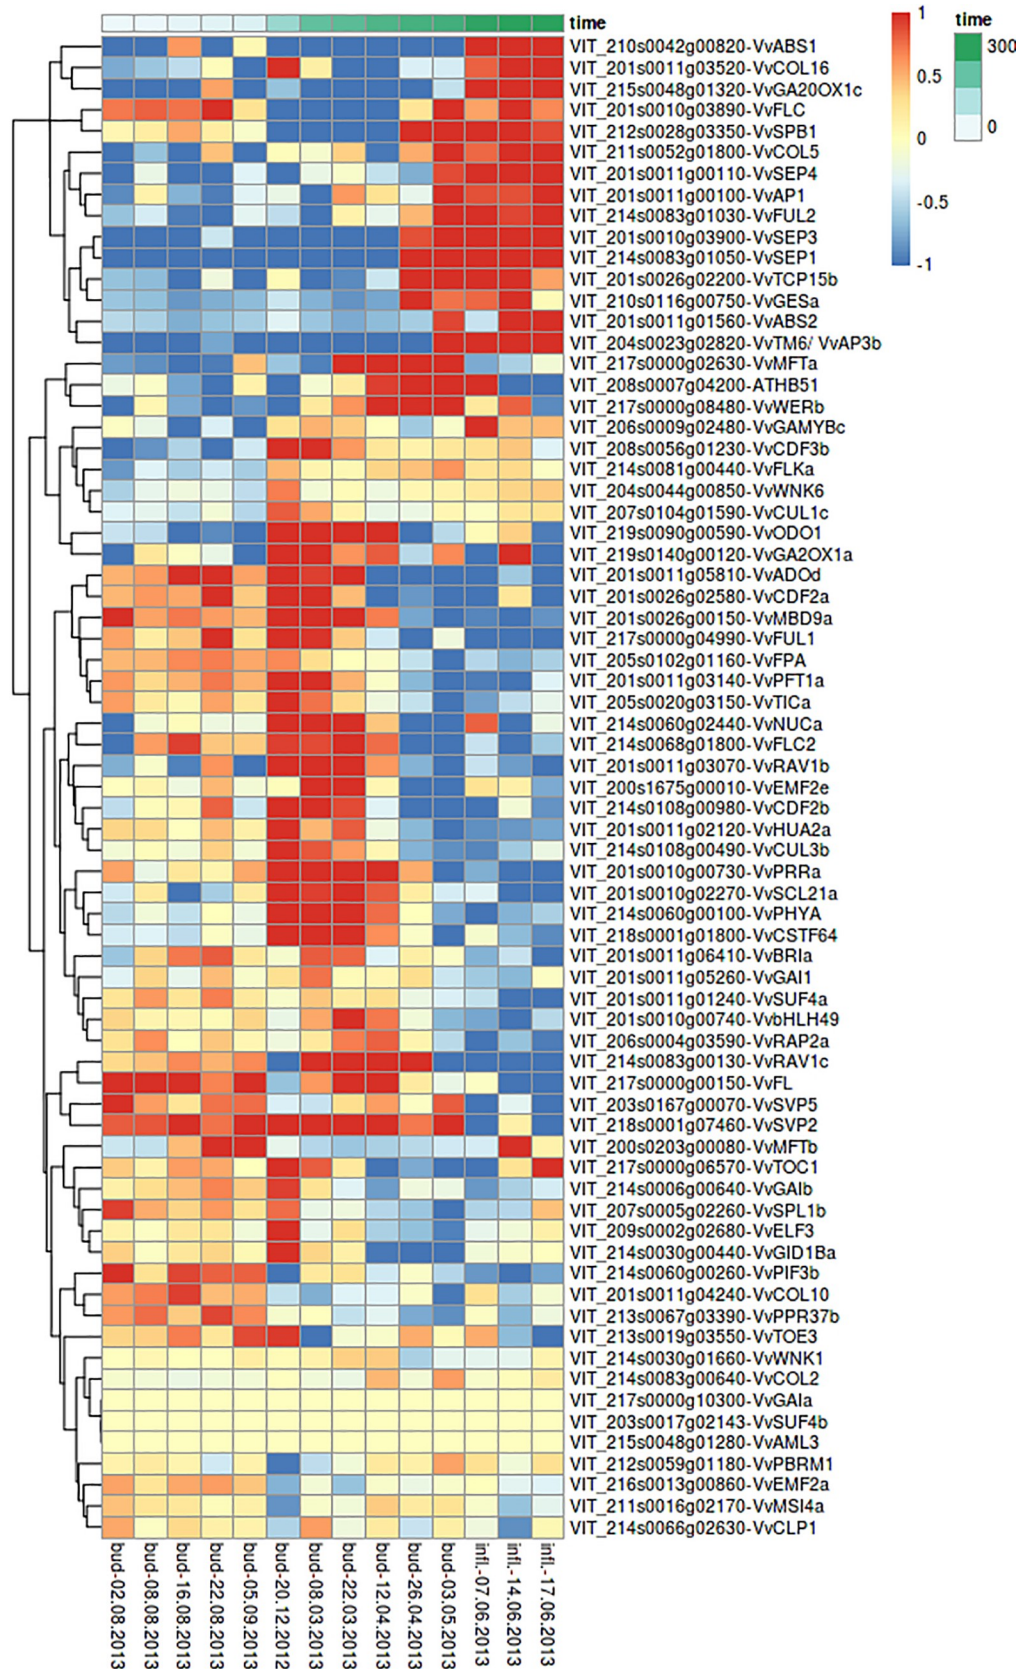 time
VIT_210s0042g00820-VvABS1
VIT_201s0011g03520-VvCOL16
VIT_215s0048g01320-VvGA20OX1c
VIT_201s0010g03890-VvFLC
VIT_212s0028g03350-VvSPB1
VIT_211s0052g01800-VvCOL5
VIT_201s0011g00110-VvSEP4
VIT_201s0011g00100-VvAP1
VIT_214s0083g01030-VvFUL2
VIT_201s0010g03900-VvSEP3
VIT_214s0083g01050-VvSEP1
VIT_201s0026g02200-VvTCP15b
VIT_210s0116g00750-VvGESa
VIT_201s0011g01560-VvABS2
VIT_204s0023g02820-VvTM6/ VvAP3b
VIT_217s0000g02630-VvMFTa
VIT_208s0007g04200-ATHB51
VIT_217s0000g08480-VvWERb
VIT_206s0009g02480-VvGAMYBc
VIT_208s0056g01230-VvCDF3b
VIT_214s0081g00440-VvFLKa
VIT_204s0044g00850-VvWNK6
VIT_207s0104g01590-VvCUL1c
VIT_219s0090g00590-VvODO1
VIT_219s0140g00120-VvGA2OX1a
VIT_201s0011g05810-VvADOd
VIT_201s0026g02580-VvCDF2a
VIT_201s0026g00150-VvMBD9a
VIT_217s0000g04990-VvFUL1
VIT_205s0102g01160-VvFPA
VIT_201s0011g03140-VvPFT1a
VIT_205s0020g03150-VvTICa
VIT_214s0060g02440-VvNUCa
VIT_214s0068g01800-VvFLC2
VIT_201s0011g03070-VvRAV1b
VIT_200s1675g00010-VvEMF2e
VIT_214s0108g00980-VvCDF2b
VIT_201s0011g02120-VvHUA2a
VIT_214s0108g00490-VvCUL3b
VIT_201s0010g00730-VvPRRa
VIT_201s0010g02270-VvSCL21a
VIT_214s0060g00100-VvPHYA
VIT_218s0001g01800-VvCSTF64
VIT_201s0011g06410-VvBRIa
VIT_201s0011g05260-VvGAI1
VIT_201s0011g01240-VvSUF4a
VIT_201s0010g00740-VvbHLH49
VIT_206s0004g03590-VvRAP2a
VIT_214s0083g00130-VvRAV1c
VIT_217s0000g00150-VvFL
VIT_203s0167g00070-VvSVP5
VIT_218s0001g07460-VvSVP2
VIT_200s0203g00080-VvMFTb
VIT_217s0000g06570-VvTOC1
VIT_214s0006g00640-VvGAIb
VIT_207s0005g02260-VvSPL1b
VIT_209s0002g02680-VvELF3
VIT_214s0030g00440-VvGID1Ba
VIT_214s0060g00260-VvPIF3b
VIT_201s0011g04240-VvCOL10
VIT_213s0067g03390-VvPPR37b
VIT_213s0019g03550-VvTOE3
VIT_214s0030g01660-VvWNK1
VIT_214s0083g00640-VvCOL2
VIT_217s0000g10300-VvGAIa
VIT_203s0017g02143-VvSUF4b
VIT_215s0048g01280-VvAML3
VIT_212s0059g01180-VvPBRM1
VIT_216s0013g00860-VvEMF2a
VIT_211s0016g02170-VvMSI4a
VIT_214s0066g02630-VvCLP1
bud-02.08.2013
bud-08.08.2013
bud-16.08.2013
bud-22.08.2013
bud-05.09.2013
bud-20.12.2012
bud-08.03.2013
bud-22.03.2013
bud-12.04.2013
bud-26.04.2013
bud-03.05.2013
infl.-07.06.2013
infl.-14.06.2013
infl.-17.06.2013
1
0.5
0
-0.5
-1
time
300
0